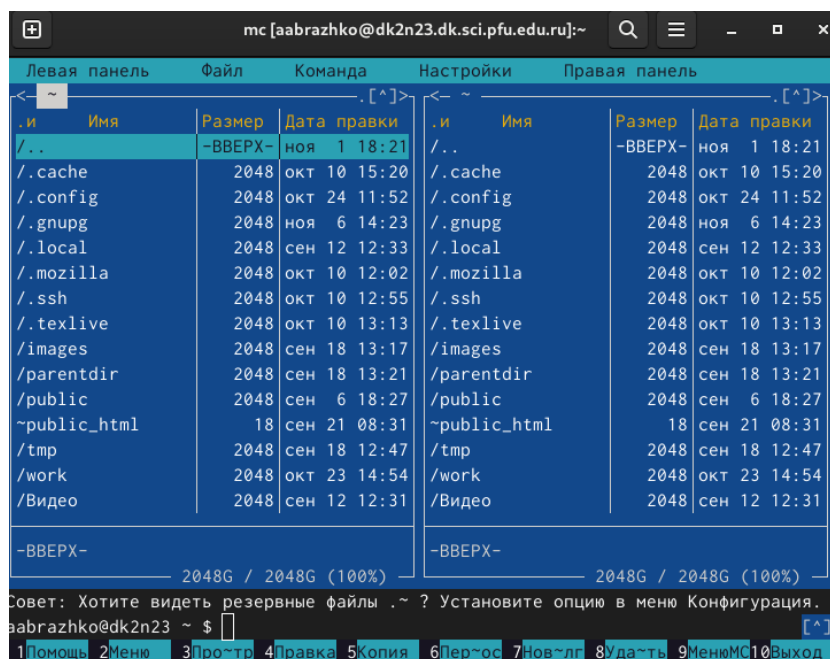 mc [aabrazhko@dk2n23.dk.sci.pfu.edu.ru]:~
Левая панель Файл Команда Настройки Правая панель
<- ~ .[^]> <- ~ .[^]>
.и Имя Размер Дата правки .и Имя Размер Дата правки
/.. -ВВЕРХ- ноя 1 18:21 /.. -ВВЕРХ- ноя 1 18:21
/.cache 2048 окт 10 15:20 /.cache 2048 окт 10 15:20
/.config 2048 окт 24 11:52 /.config 2048 окт 24 11:52
/.gnupg 2048 ноя 6 14:23 /.gnupg 2048 ноя 6 14:23
/.local 2048 сен 12 12:33 /.local 2048 сен 12 12:33
/.mozilla 2048 окт 10 12:02 /.mozilla 2048 окт 10 12:02
/.ssh 2048 окт 10 12:55 /.ssh 2048 окт 10 12:55
/.texlive 2048 окт 10 13:13 /.texlive 2048 окт 10 13:13
/images 2048 сен 18 13:17 /images 2048 сен 18 13:17
/parentdir 2048 сен 18 13:21 /parentdir 2048 сен 18 13:21
/public 2048 сен 6 18:27 /public 2048 сен 6 18:27
~public_html 18 сен 21 08:31 ~public_html 18 сен 21 08:31
/tmp 2048 сен 18 12:47 /tmp 2048 сен 18 12:47
/work 2048 окт 23 14:54 /work 2048 окт 23 14:54
/Видео 2048 сен 12 12:31 /Видео 2048 сен 12 12:31
-ВВЕРХ- -ВВЕРХ-
2048G / 2048G (100%) 2048G / 2048G (100%)
Совет: Хотите видеть резервные файлы .~ ? Установите опцию в меню Конфигурация.
aabrazhko@dk2n23 ~ $ [^]
1Помощь 2Меню 3Про~тр 4Правка 5Копия 6Пер~ос 7Нов~лг 8Уда~ть 9МенюMC 10Выход